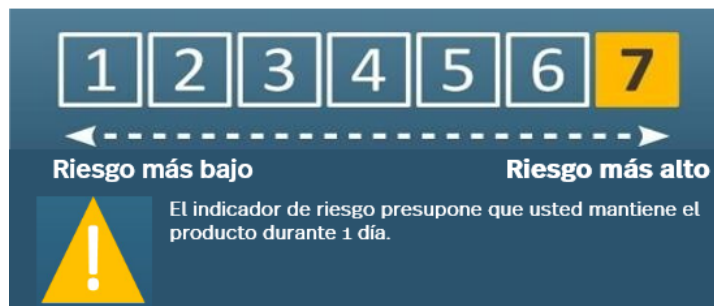 1 2 3 4 5 6 7
Riesgo más bajo Riesgo más alto
El indicador de riesgo presupone que usted mantiene el
producto durante 1 día.